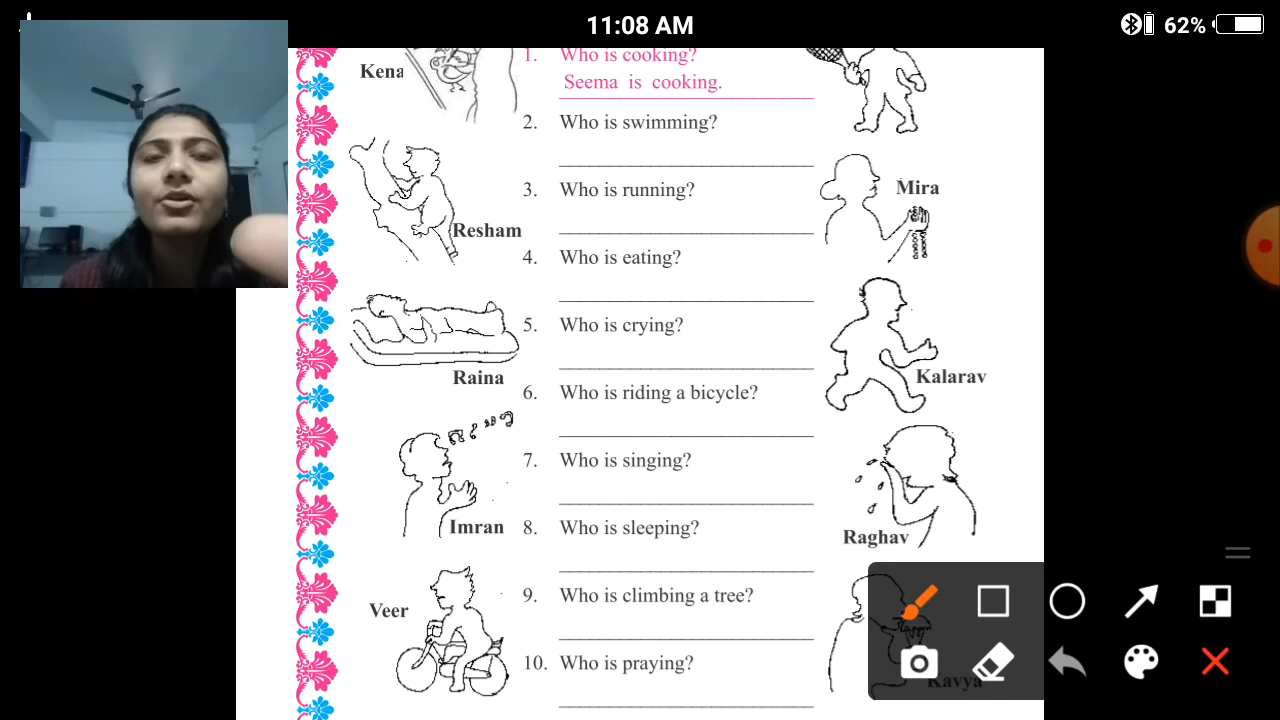 11:08 AM
62%
Kena
1. Who is cooking?
Seema is cooking.
2. Who is swimming?
3. Who is running?
Mira
Resham
4. Who is eating?
5. Who is crying?
Raina
Kalarav
6. Who is riding a bicycle?
7. Who is singing?
Imran
8. Who is sleeping?
Raghav
9. Who is climbing a tree?
Veer
10. Who is praying?
Kavya